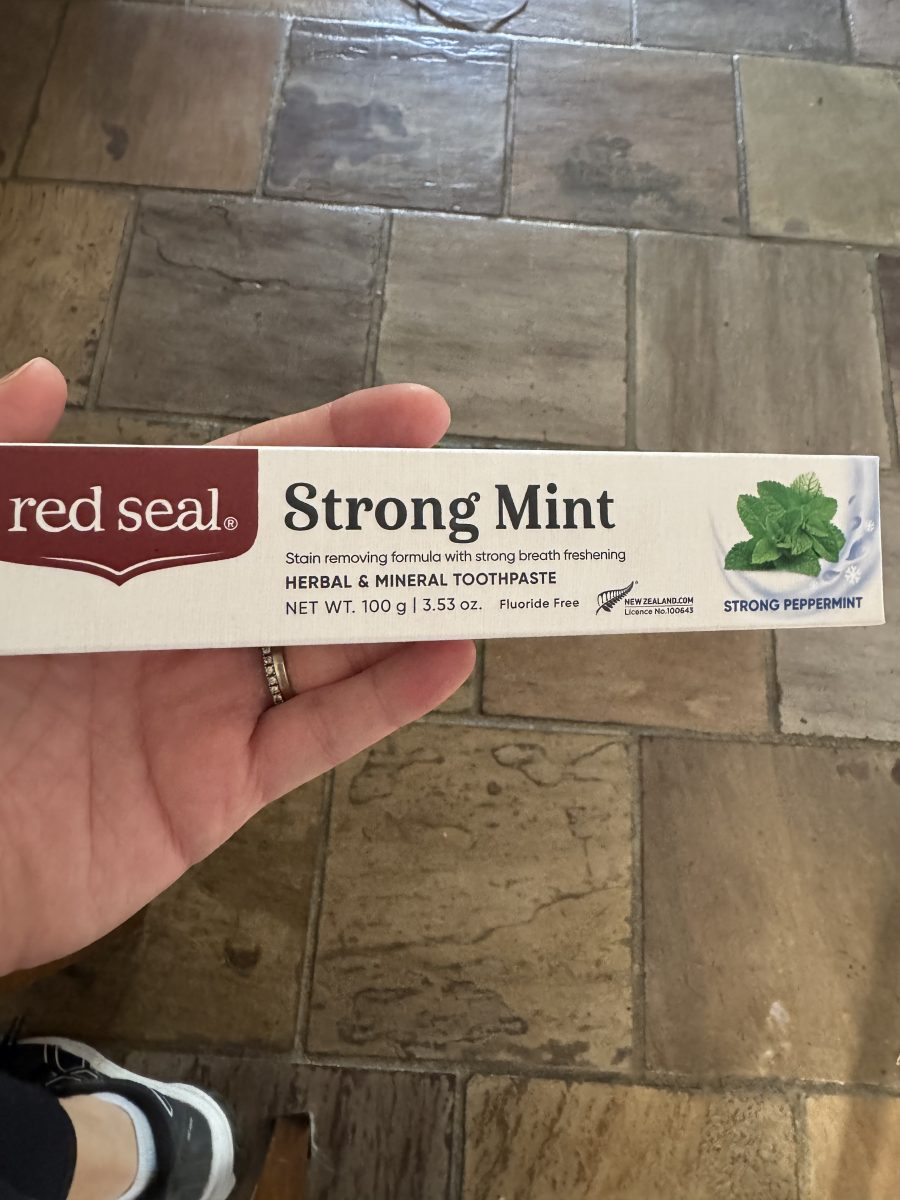 red seal®
Strong Mint
Stain removing formula with strong breath freshening
HERBAL & MINERAL TOOTHPASTE
NET WT. 100 g | 3.53 oz. Fluoride Free
NEWZEALAND.COM
Licence No.100643
STRONG PEPPERMINT